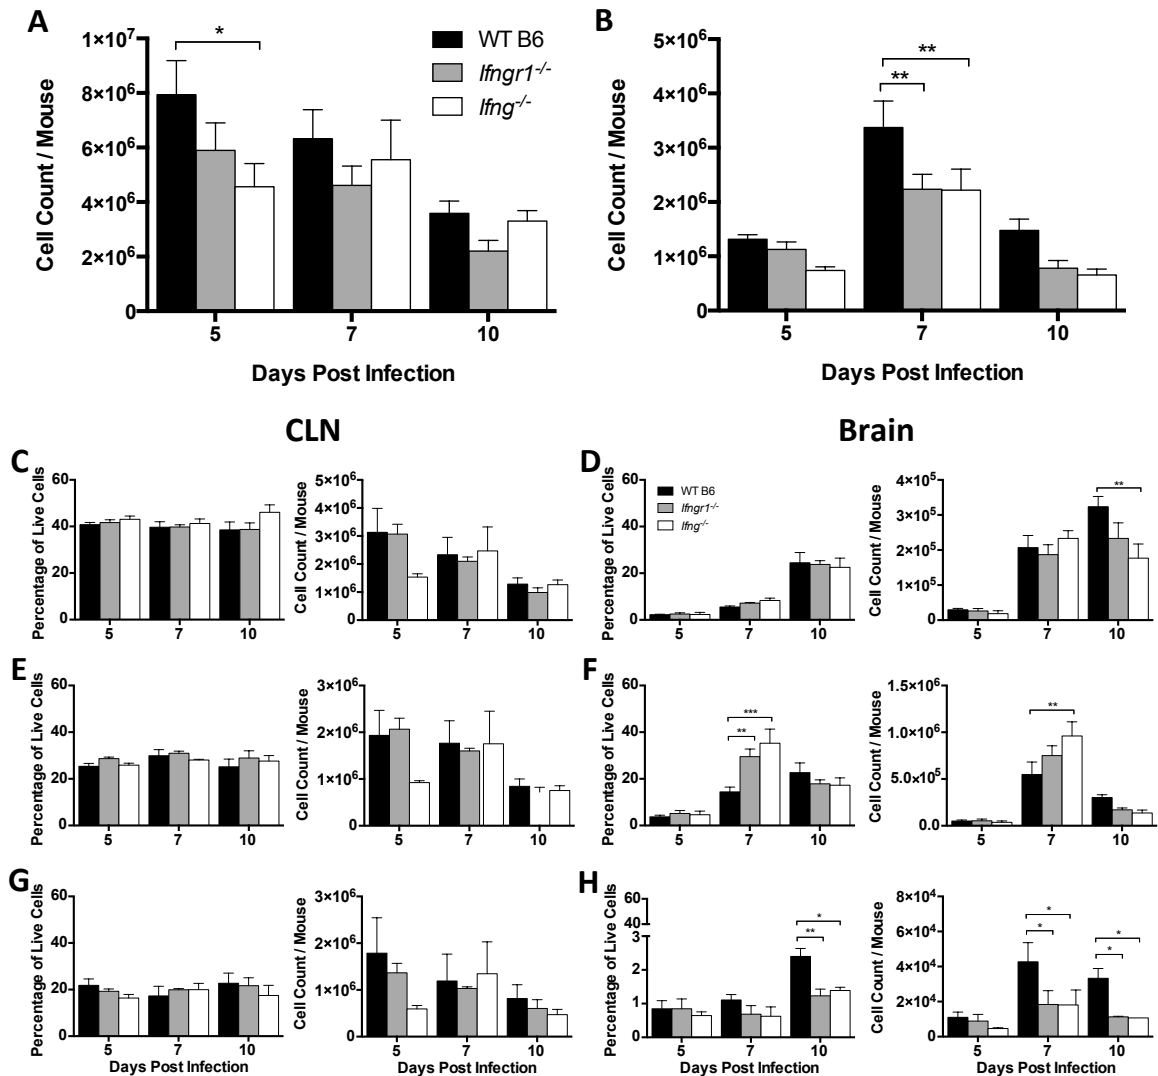 A
1×10⁷
8×10⁶
6×10⁶
4×10⁶
2×10⁶
0
Cell Count / Mouse
*
WT B6
Ifngr1⁻/⁻
Ifng⁻/⁻
5 7 10
Days Post Infection
B
5×10⁶
4×10⁶
3×10⁶
2×10⁶
1×10⁶
0
Cell Count / Mouse
**
**
5 7 10
Days Post Infection
CLN
Brain
C
60
40
20
0
Percentage of Live Cells
5 7 10
5×10⁶
4×10⁶
3×10⁶
2×10⁶
1×10⁶
0
Cell Count / Mouse
5 7 10
D
60
40
20
0
Percentage of Live Cells
WT B6
Ifngr1⁻/⁻
Ifng⁻/⁻
5 7 10
4×10⁵
3×10⁵
2×10⁵
1×10⁵
0
Cell Count / Mouse
**
5 7 10
E
60
40
20
0
Percentage of Live Cells
5 7 10
3×10⁶
2×10⁶
1×10⁶
0
Cell Count / Mouse
5 7 10
F
60
40
20
0
Percentage of Live Cells
***
**
5 7 10
1.5×10⁶
1.0×10⁶
5.0×10⁵
0.0
Cell Count / Mouse
**
5 7 10
G
60
40
20
0
Percentage of Live Cells
5 7 10
Days Post Infection
3×10⁶
2×10⁶
1×10⁶
0
Cell Count / Mouse
5 7 10
Days Post Infection
H
60
40
3
2
1
0
Percentage of Live Cells
*
**
5 7 10
Days Post Infection
8×10⁴
6×10⁴
4×10⁴
2×10⁴
0
Cell Count / Mouse
*
*
*
*
5 7 10
Days Post Infection